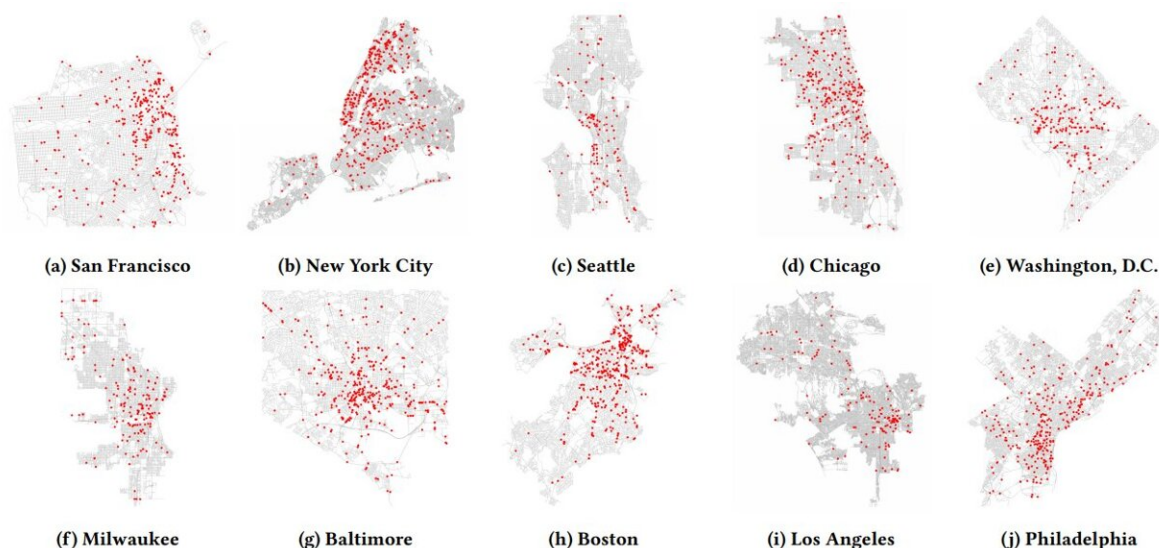 (a) San Francisco
(b) New York City
(c) Seattle
(d) Chicago
(e) Washington, D.C.
(f) Milwaukee
(g) Baltimore
(h) Boston
(i) Los Angeles
(j) Philadelphia